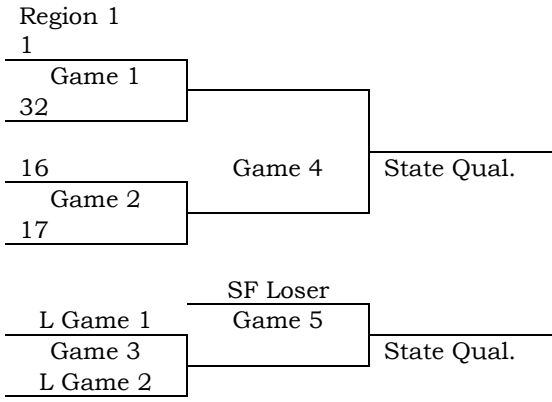 Region 1
1
Game 1
32
16
Game 4
State Qual.
Game 2
17
SF Loser
L Game 1
Game 5
Game 3
State Qual.
L Game 2